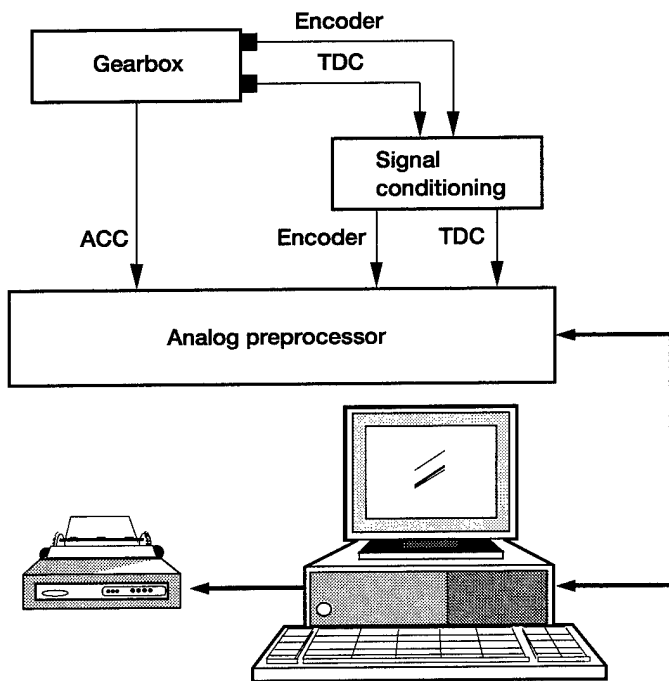 Encoder
Gearbox
TDC
Signal
conditioning
ACC
Encoder
TDC
Analog preprocessor